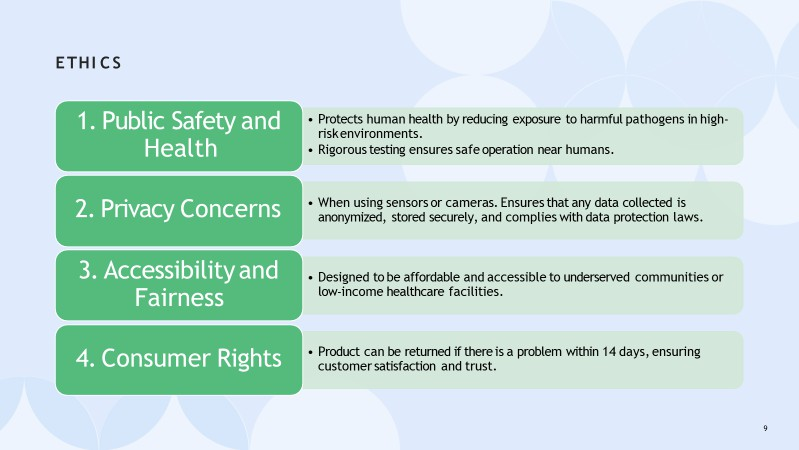 ETHICS
1. Public Safety and
Health
• Protects human health by reducing exposure to harmful pathogens in high-
risk environments.
• Rigorous testing ensures safe operation near humans.
2. Privacy Concerns
• When using sensors or cameras. Ensures that any data collected is
anonymized, stored securely, and complies with data protection laws.
3. Accessibility and
Fairness
• Designed to be affordable and accessible to underserved communities or
low-income healthcare facilities.
4. Consumer Rights
• Product can be returned if there is a problem within 14 days, ensuring
customer satisfaction and trust.
9